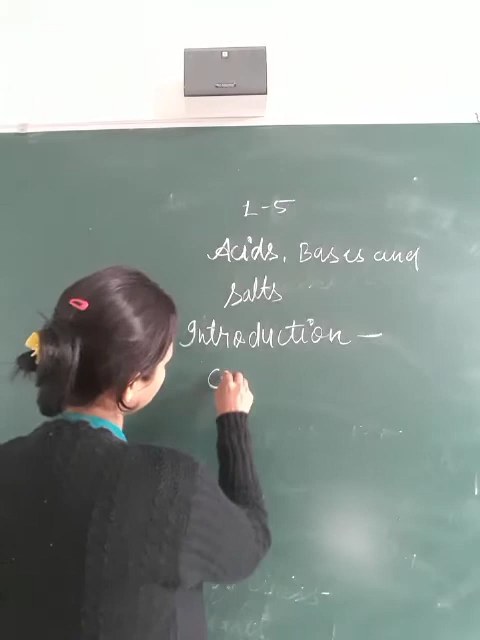 L-5
Acids, Bases and
Salts
Introduction -